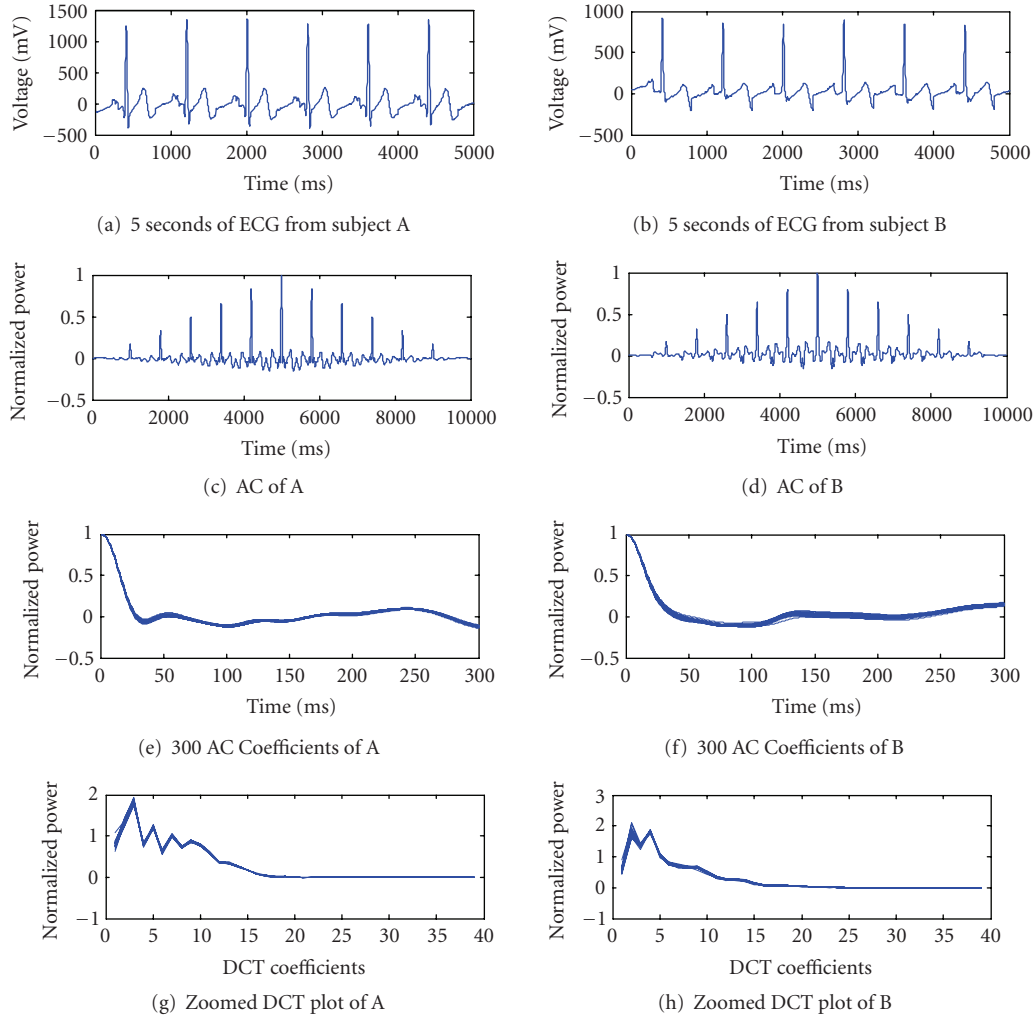 1500
1000
500
0
−500
Voltage (mV)
0 1000 2000 3000 4000 5000
Time (ms)
(a) 5 seconds of ECG from subject A
1000
500
0
−500
Voltage (mV)
0 1000 2000 3000 4000 5000
Time (ms)
(b) 5 seconds of ECG from subject B
1
0.5
0
−0.5
Normalized power
0 2000 4000 6000 8000 10000
Time (ms)
(c) AC of A
1
0.5
0
−0.5
Normalized power
0 2000 4000 6000 8000 10000
Time (ms)
(d) AC of B
1
0.5
0
−0.5
Normalized power
0 50 100 150 200 250 300
Time (ms)
(e) 300 AC Coefficients of A
1
0.5
0
−0.5
Normalized power
0 50 100 150 200 250 300
Time (ms)
(f) 300 AC Coefficients of B
2
1
0
−1
Normalized power
0 5 10 15 20 25 30 35 40
DCT coefficients
(g) Zoomed DCT plot of A
3
2
1
0
−1
Normalized power
0 5 10 15 20 25 30 35 40
DCT coefficients
(h) Zoomed DCT plot of B